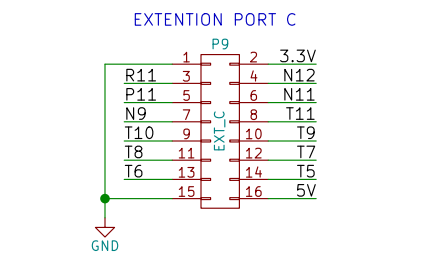 EXTENTION PORT C
P9
1 2 3.3V
R11 3 4 N12
P11 5 6 N11
N9 7 8 T11
T10 9 10 T9
T8 11 12 T7
T6 13 14 T5
15 16 5V
EXT_C
GND